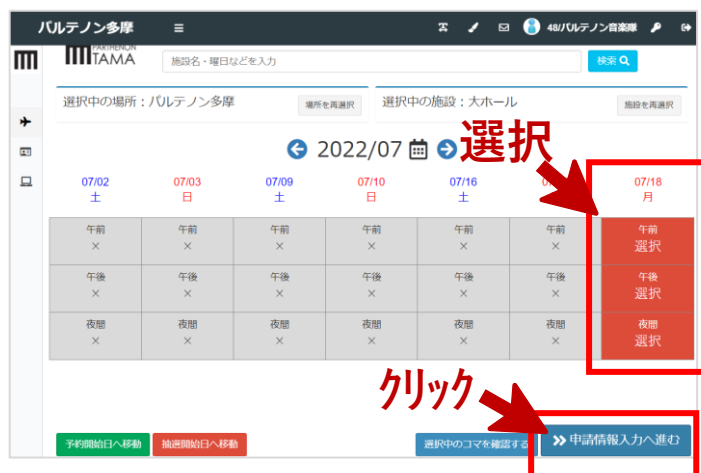 パルテノン多摩
48/パルテノン音楽隊
PARTHENON
TAMA
施設名・曜日などを入力
検索
選択中の場所：パルテノン多摩
場所を再選択
選択中の施設：大ホール
施設を再選択
2022/07
選択
07/02 07/03 07/09 07/10 07/16 07/18
土 日 土 日 土 月
午前 午前 午前 午前 午前 午前 午前
× × × × × × 選択
午後 午後 午後 午後 午後 午後 午後
× × × × × × 選択
夜間 夜間 夜間 夜間 夜間 夜間 夜間
× × × × × × 選択
クリック
予約開始日へ移動
抽選開始日へ移動
選択中のコマを確認する
申請情報入力へ進む